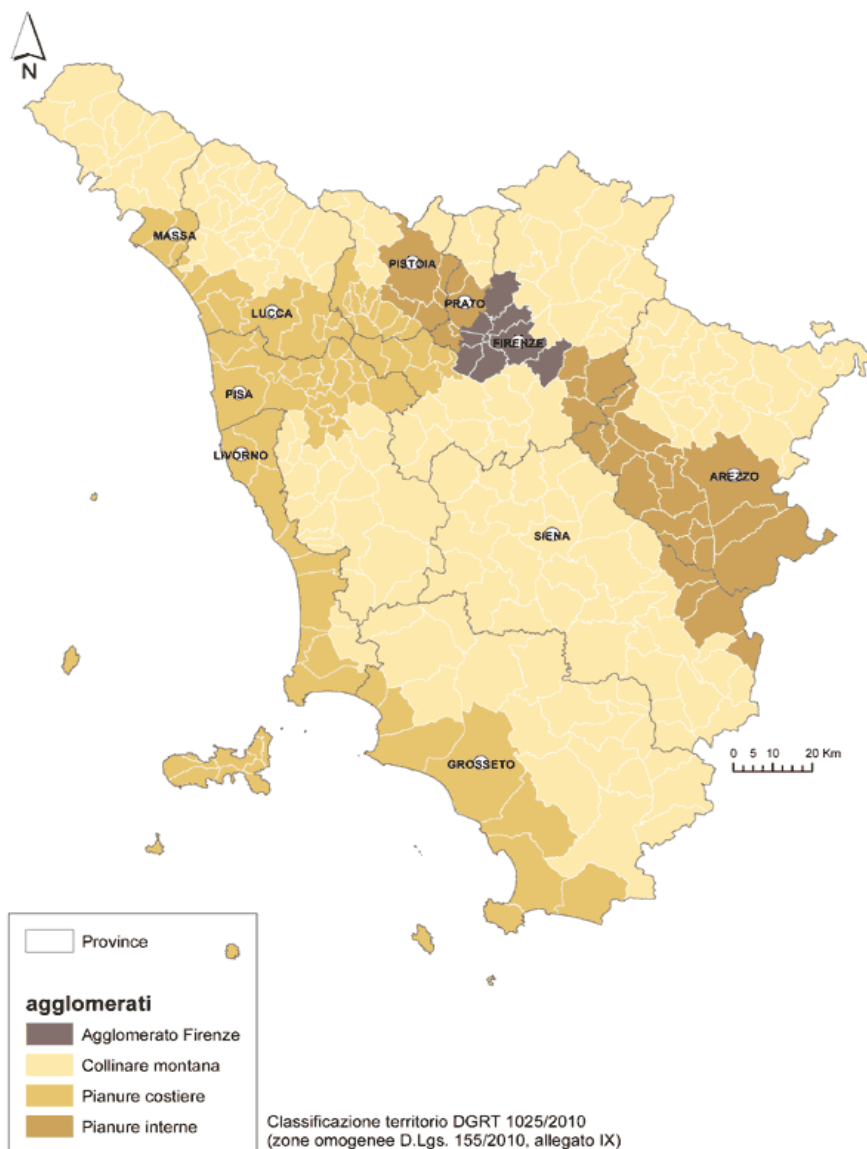 N
MASSA
PISTOIA
PRATO
LUCCA
FIRENZE
PISA
LIVORNO
AREZZO
SIENA
0 5 10 20 Km
GROSSETO
Province
agglomerati
Agglomerato Firenze
Collinare montana
Pianure costiere
Pianure interne
Classificazione territorio DGRT 1025/2010
(zone omogenee D.Lgs. 155/2010, allegato IX)